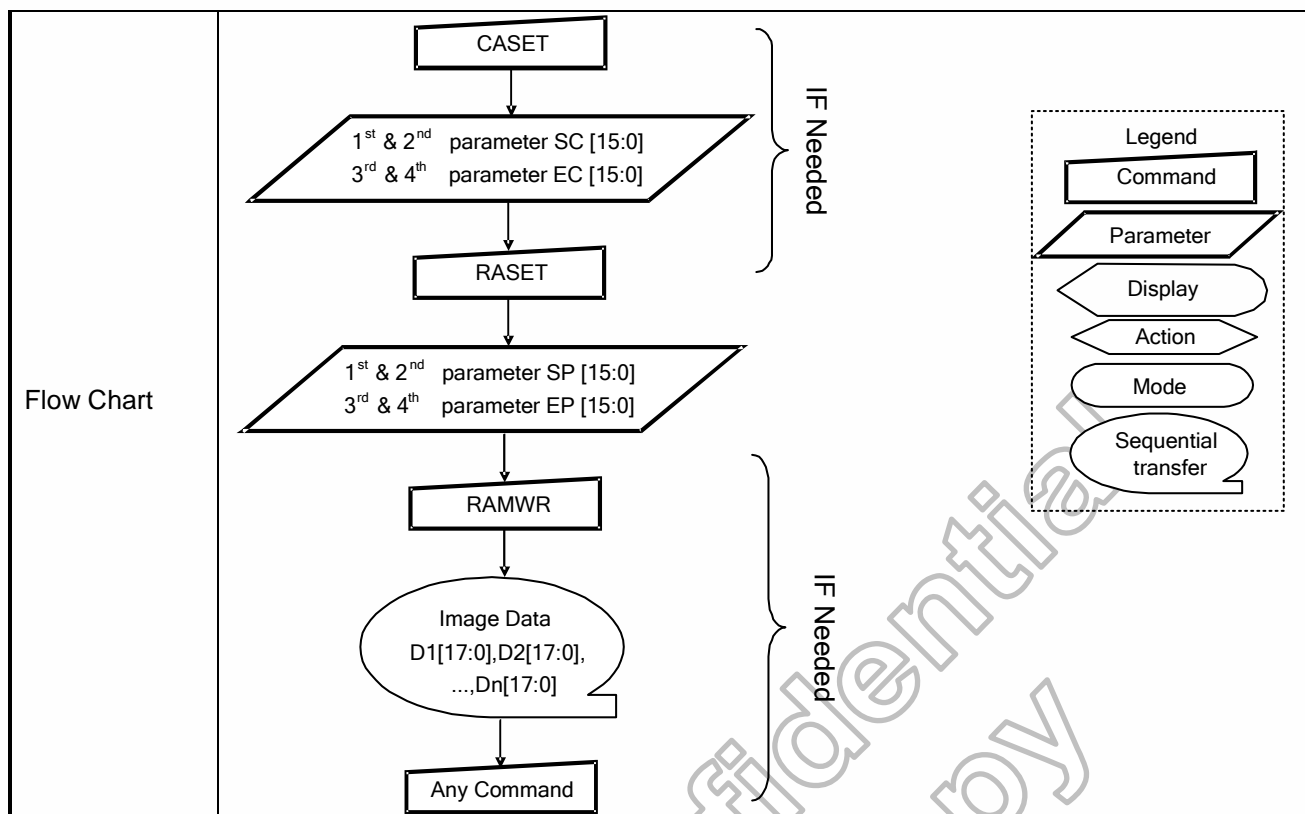 Flow Chart
CASET
1st & 2nd parameter SC [15:0]
3rd & 4th parameter EC [15:0]
RASET
1st & 2nd parameter SP [15:0]
3rd & 4th parameter EP [15:0]
RAMWR
Image Data
D1[17:0],D2[17:0],
...,Dn[17:0]
Any Command
IF Needed
IF Needed
Legend
Command
Parameter
Display
Action
Mode
Sequential
transfer